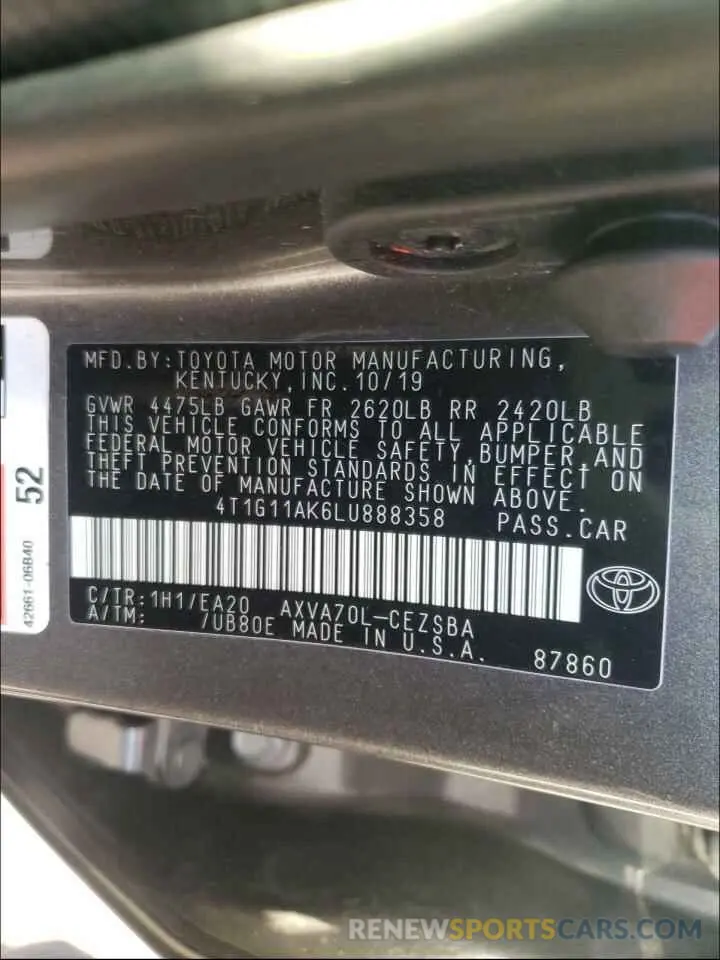 MFD.BY:TOYOTA MOTOR MANUFACTURING,
KENTUCKY,INC.10/19
GVWR 4475LB GAWR FR 2620LB RR 2420LB
THIS VEHICLE CONFORMS TO ALL APPLICABLE
FEDERAL MOTOR VEHICLE SAFETY,BUMPER,AND
THEFT PREVENTION STANDARDS IN EFFECT ON
THE DATE OF MANUFACTURE SHOWN ABOVE.
4T1G11AK6LU888358 PASS.CAR
C/TR:1H1/EA20 AXVA70L-CEZSBA
A/TM: /UB80E MADE IN U.S.A.
87860
52
42661-06B40
RENEWSPORTSCARS.COM